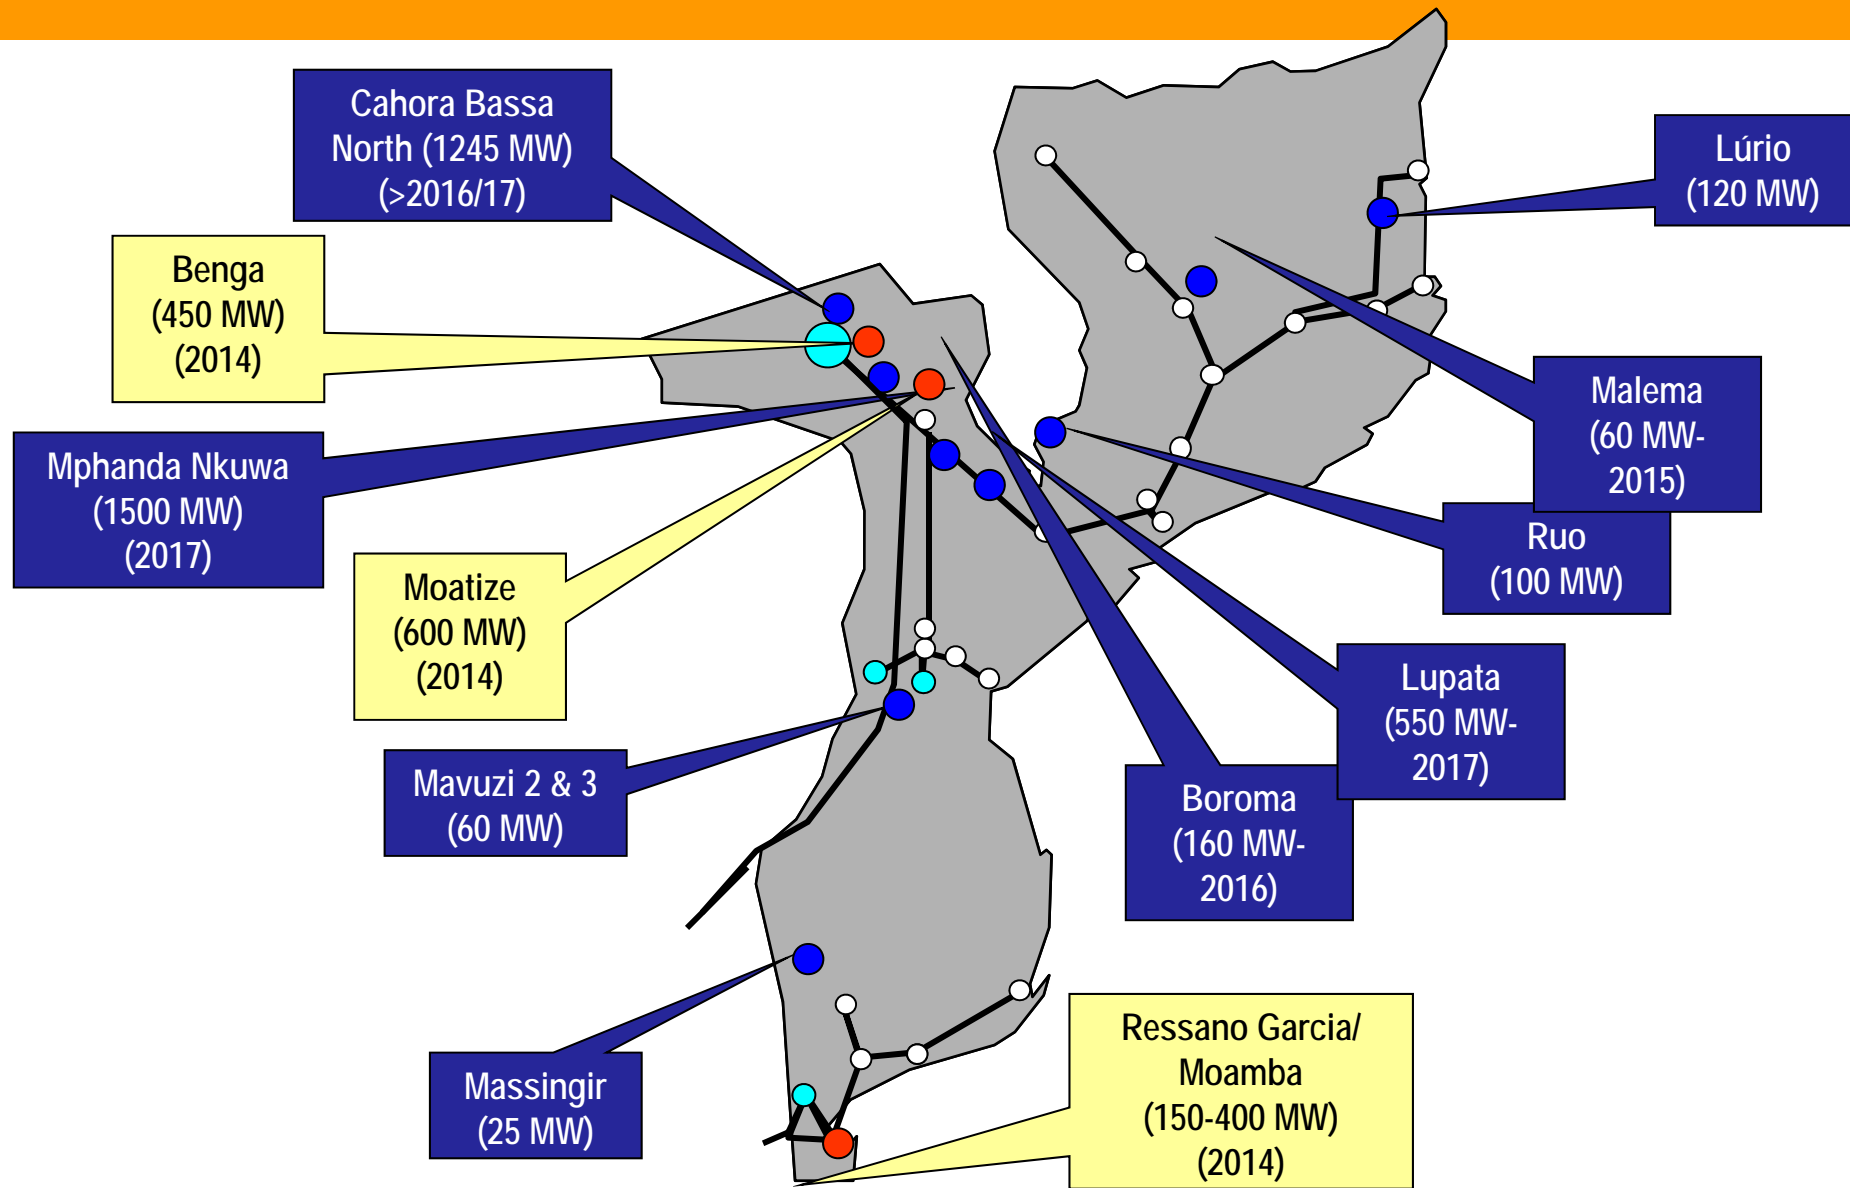 Cahora Bassa
North (1245 MW)
(>2016/17)
Lúrio
(120 MW)
Benga
(450 MW)
(2014)
Malema
(60 MW-
2015)
Mphanda Nkuwa
(1500 MW)
(2017)
Ruo
(100 MW)
Moatize
(600 MW)
(2014)
Lupata
(550 MW-
2017)
Mavuzi 2 & 3
(60 MW)
Boroma
(160 MW-
2016)
Ressano Garcia/
Moamba
(150-400 MW)
(2014)
Massingir
(25 MW)